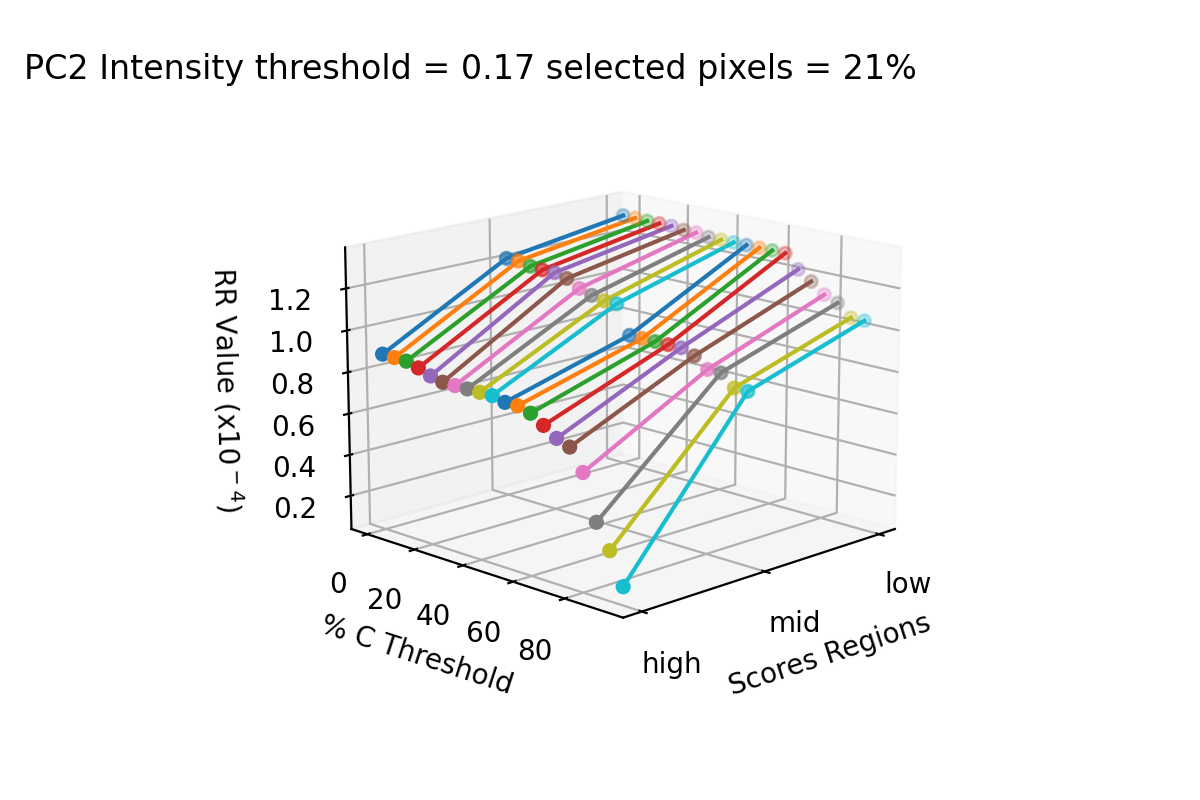 PC2 Intensity threshold = 0.17 selected pixels = 21%
RR Value (x10⁻⁴)
1.2
1.0
0.8
0.6
0.4
0.2
0
20
40
60
80
% C Threshold
high
mid
low
Scores Regions